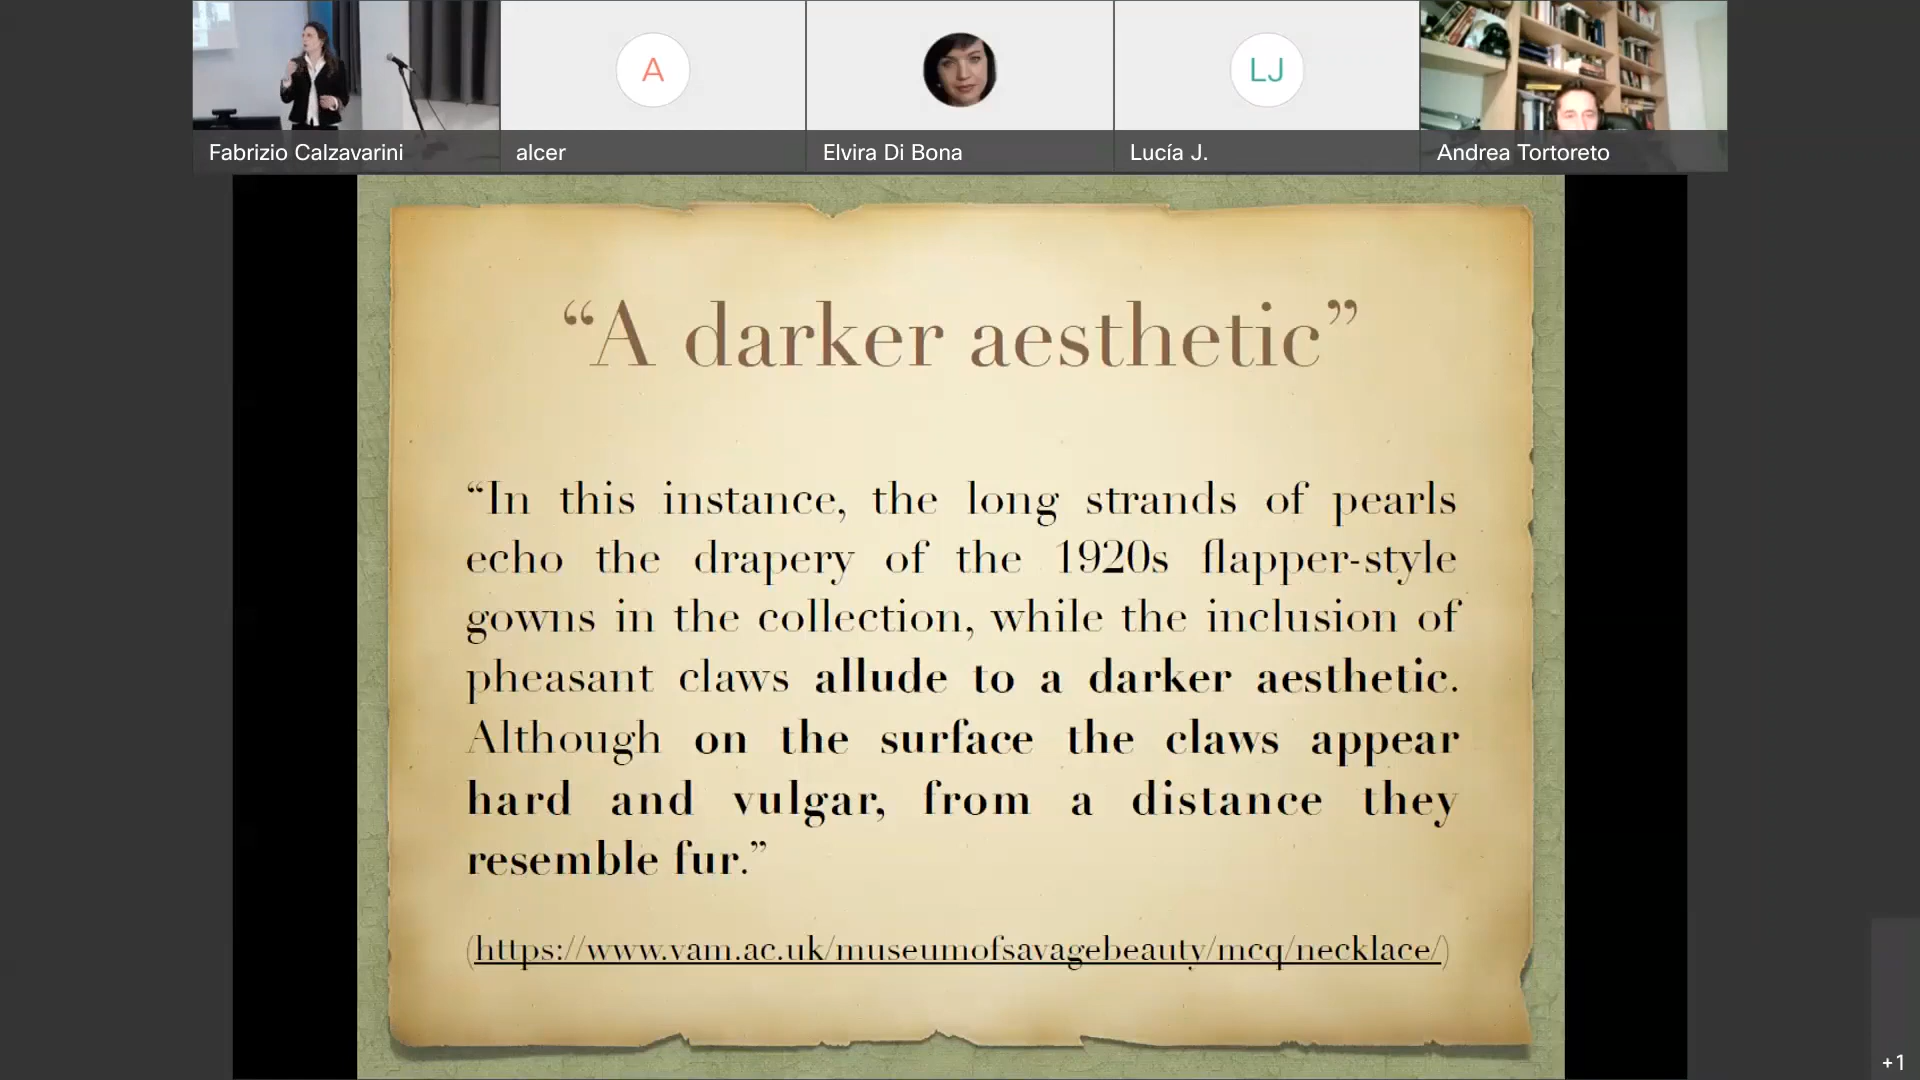 Fabrizio Calzavarini
A
alcer
Elvira Di Bona
LJ
Lucía J.
Andrea Tortoreto
“A darker aesthetic”
“In this instance, the long strands of pearls
echo the drapery of the 1920s flapper-style
gowns in the collection, while the inclusion of
pheasant claws allude to a darker aesthetic.
Although on the surface the claws appear
hard and vulgar, from a distance they
resemble fur.”
(https://www.vam.ac.uk/museumofsavagebeauty/mcq/necklace/)
+1